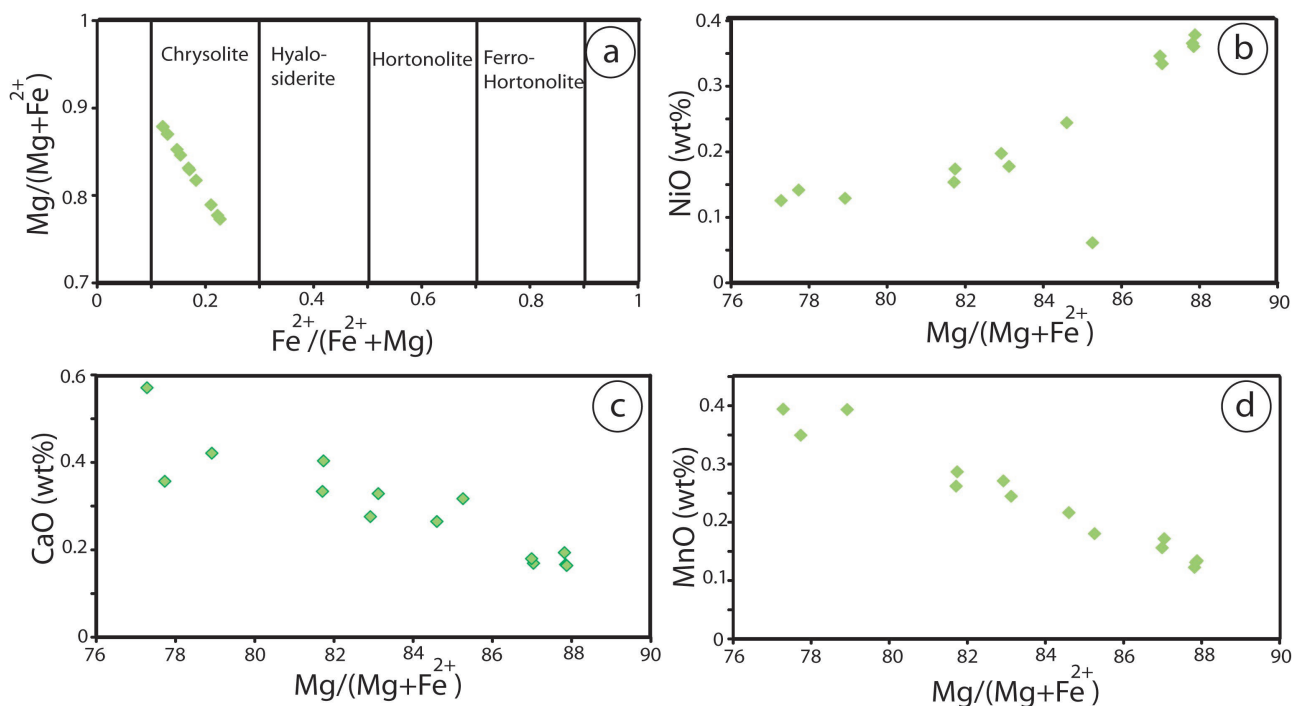 1
0.9
0.8
0.7
Mg/(Mg+Fe²⁺)
Chrysolite
Hyalo-
siderite
Hortonolite
Ferro-
Hortonolite
a
0 0.2 0.4 0.6 0.8 1
Fe²⁺/(Fe²⁺+Mg)
0.4
0.3
0.2
0.1
0
NiO (wt%)
b
76 78 80 82 84 86 88 90
Mg/(Mg+Fe²⁺)
0.6
0.4
0.2
0
CaO (wt%)
c
76 78 80 82 84 86 88 90
Mg/(Mg+Fe²⁺)
0.4
0.3
0.2
0.1
0
MnO (wt%)
d
76 78 80 82 84 86 88 90
Mg/(Mg+Fe²⁺)